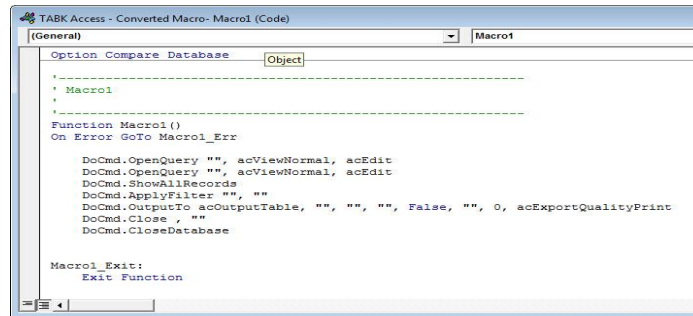 TABK Access - Converted Macro- Macro1 (Code)
(General)
Macro1
Option Compare Database
Object
'------------------------------------------------------------
' Macro1
'
'------------------------------------------------------------
Function Macro1()
On Error GoTo Macro1_Err
DoCmd.OpenQuery "", acViewNormal, acEdit
DoCmd.OpenQuery "", acViewNormal, acEdit
DoCmd.ShowAllRecords
DoCmd.ApplyFilter "", ""
DoCmd.OutputTo acOutputTable, "", "", "", False, "", 0, acExportQualityPrint
DoCmd.Close , ""
DoCmd.CloseDatabase
Macro1_Exit:
Exit Function